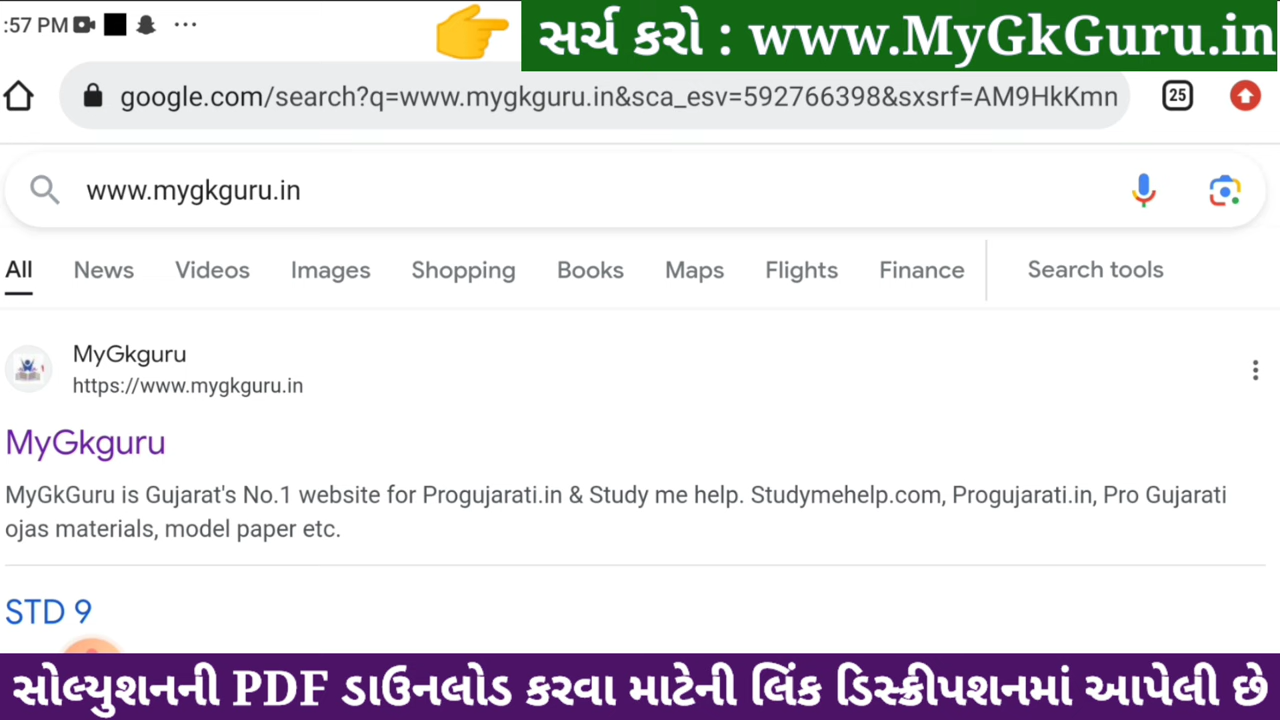 :57 PM
સર્ચ કરો : www.MyGkGuru.in
google.com/search?q=www.mygkguru.in&sca_esv=592766398&sxsrf=AM9HkKmn
25
www.mygkguru.in
All News Videos Images Shopping Books Maps Flights Finance Search tools
MyGkguru
https://www.mygkguru.in
MyGkguru
MyGkGuru is Gujarat's No.1 website for Progujarati.in & Study me help. Studymehelp.com, Progujarati.in, Pro Gujarati
ojas materials, model paper etc.
STD 9
સોલ્યુશનની PDF ડાઉનલોડ કરવા માટેની લિંક ડિસ્ક્રીપશનમાં આપેલી છે